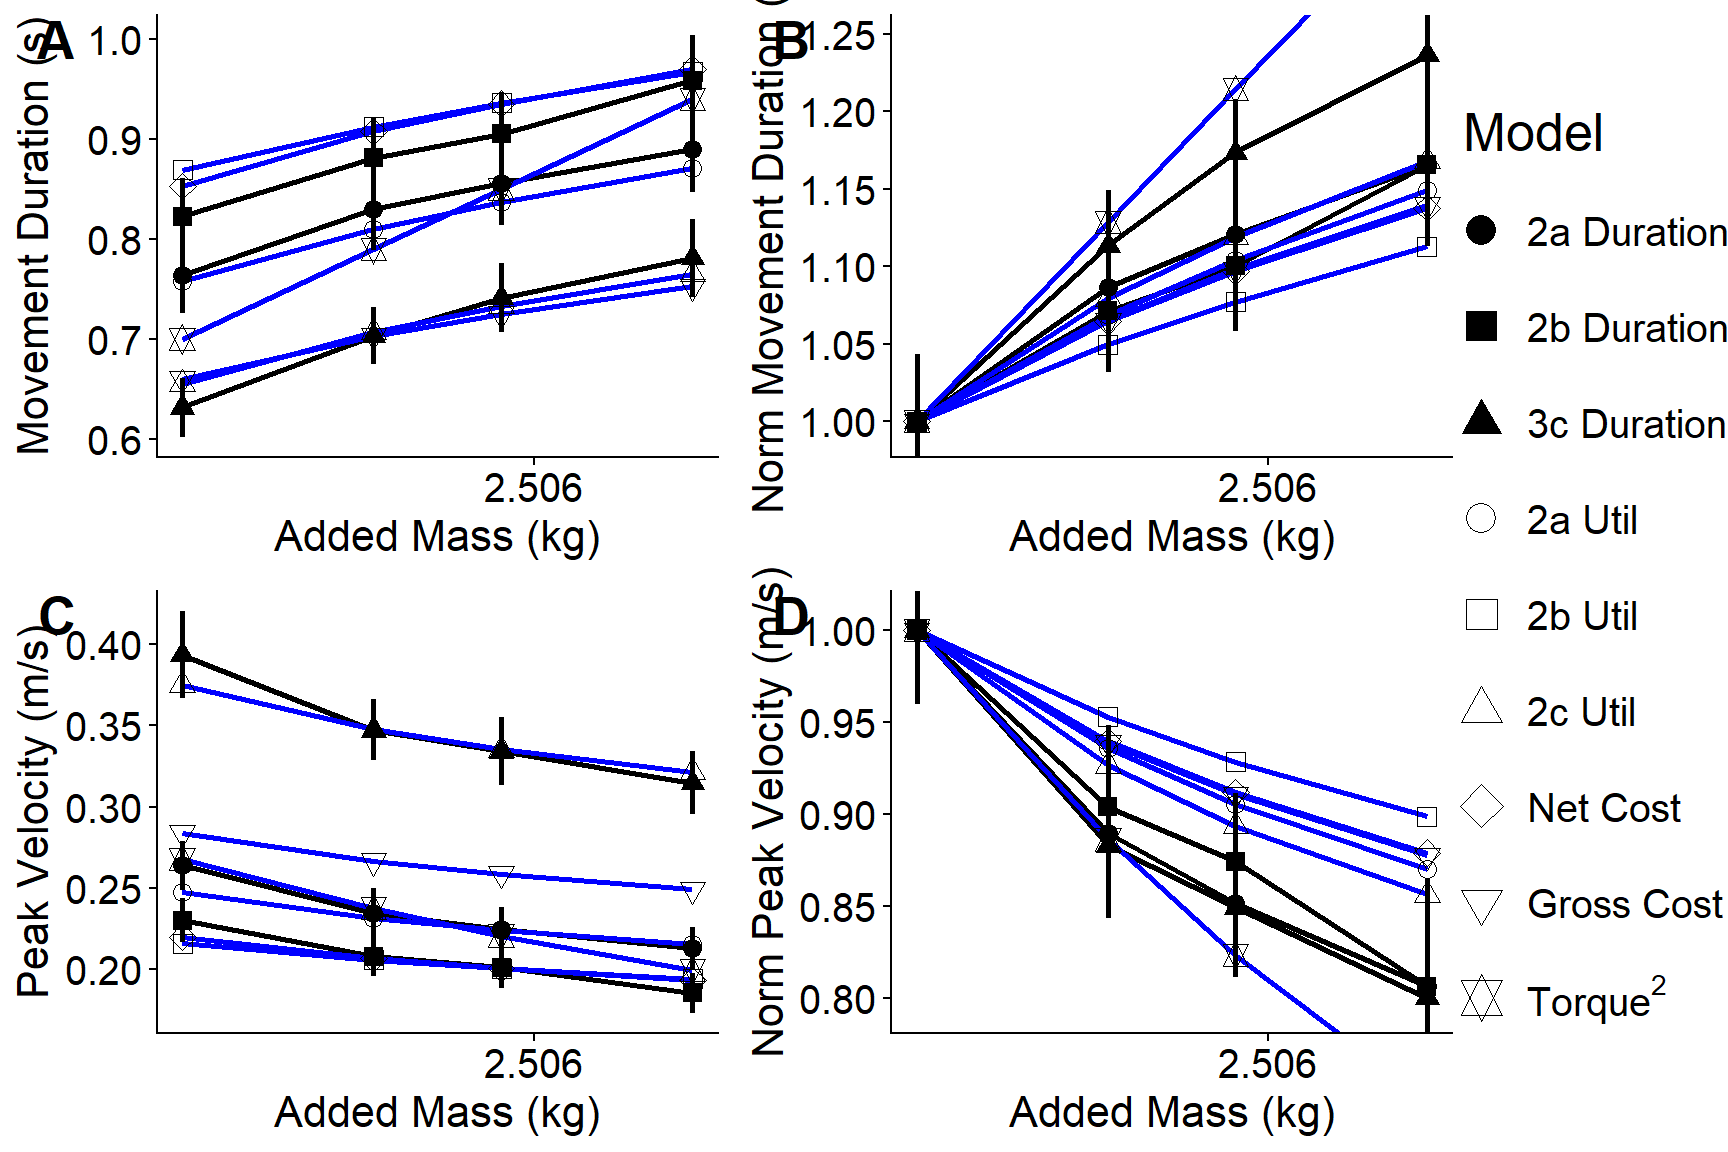 A
Movement Duration (s)
1.0
0.9
0.8
0.7
0.6
2.506
Added Mass (kg)
B
Norm Movement Duration (
1.25
1.20
1.15
1.10
1.05
1.00
2.506
Added Mass (kg)
C
Peak Velocity (m/s)
0.40
0.35
0.30
0.25
0.20
2.506
Added Mass (kg)
D
Norm Peak Velocity (m/s)
1.00
0.95
0.90
0.85
0.80
2.506
Added Mass (kg)
Model
2a Duration
2b Duration
3c Duration
2a Util
2b Util
2c Util
Net Cost
Gross Cost
Torque²